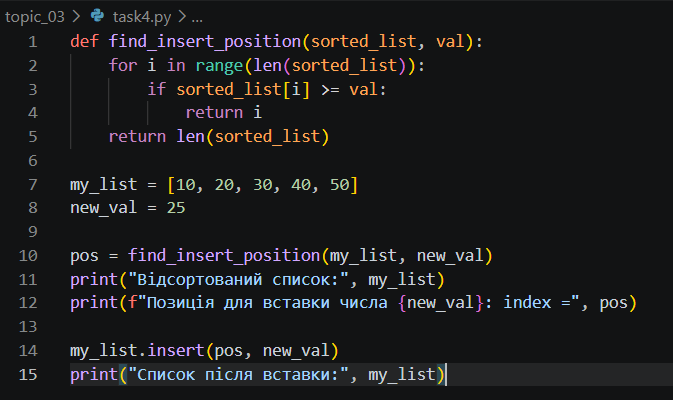 topic_03 > task4.py > ...
1 def find_insert_position(sorted_list, val):
2     for i in range(len(sorted_list)):
3         if sorted_list[i] >= val:
4             return i
5     return len(sorted_list)
6
7 my_list = [10, 20, 30, 40, 50]
8 new_val = 25
9
10 pos = find_insert_position(my_list, new_val)
11 print("Відсортований список:", my_list)
12 print(f"Позиція для вставки числа {new_val}: index =", pos)
13
14 my_list.insert(pos, new_val)
15 print("Список після вставки:", my_list)